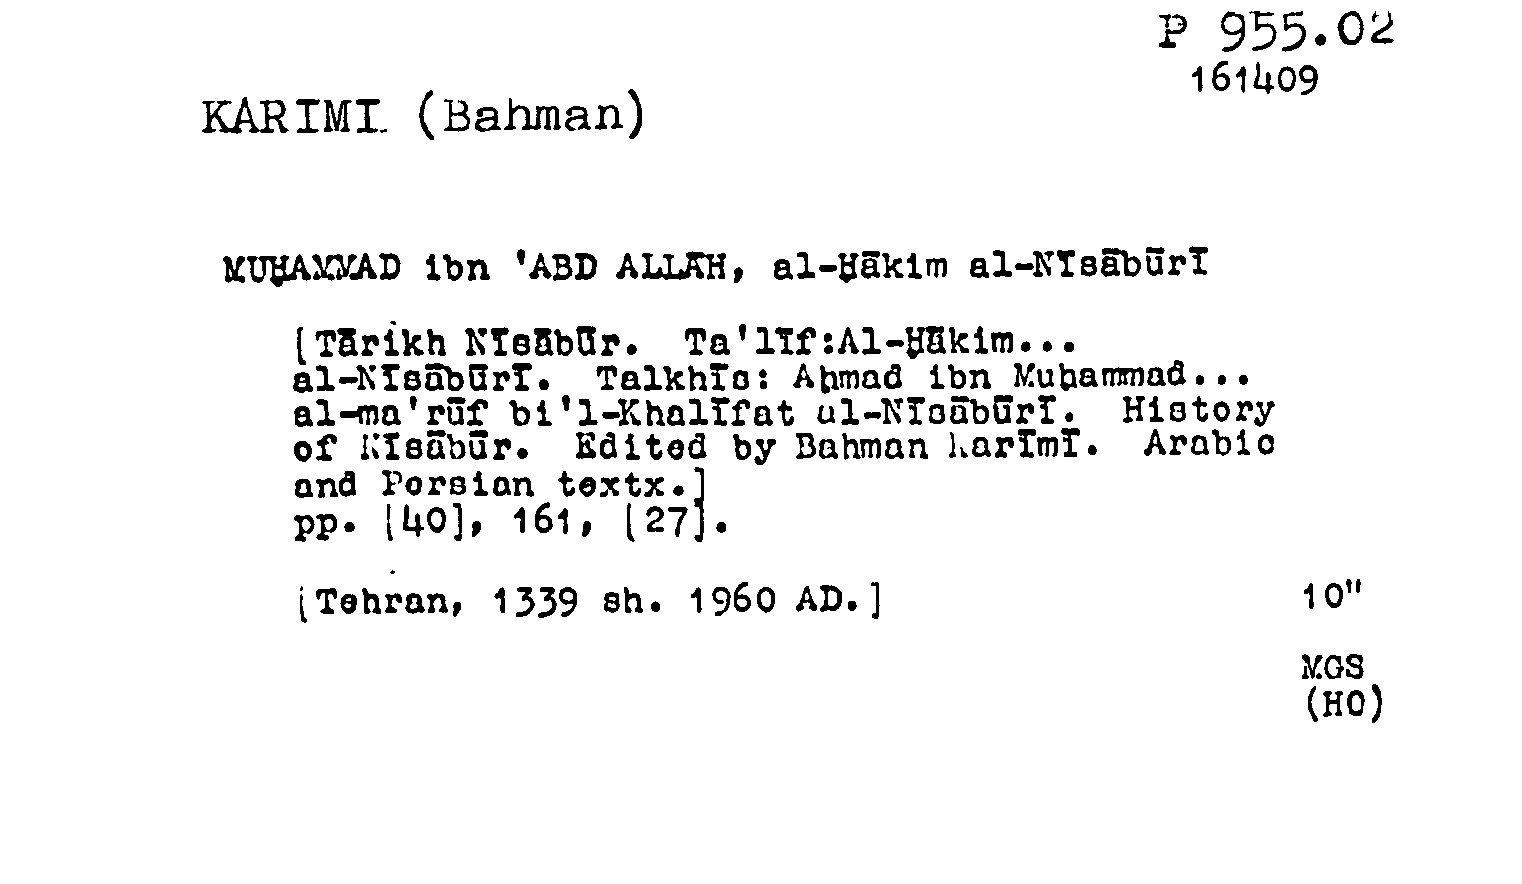 P 955.02
161409
KARIMI (Bahman)
MUḤAMMAD ibn 'ABD ALLĀH, al-Ḥākim al-Nīsābūrī
[Tārikh Nīsābūr. Ta'līf:Al-Ḥākim...
al-Nīsābūrī. Talkhīs: Aḥmad ibn Muḥammad...
al-ma'rūf bi'l-Khalīfat ul-Nīsābūrī. History
of Nīsābūr. Edited by Bahman Karīmī. Arabic
and Persian textx.]
pp. [40], 161, [27].
[Tehran, 1339 sh. 1960 AD.] 10"
MGS
(HO)